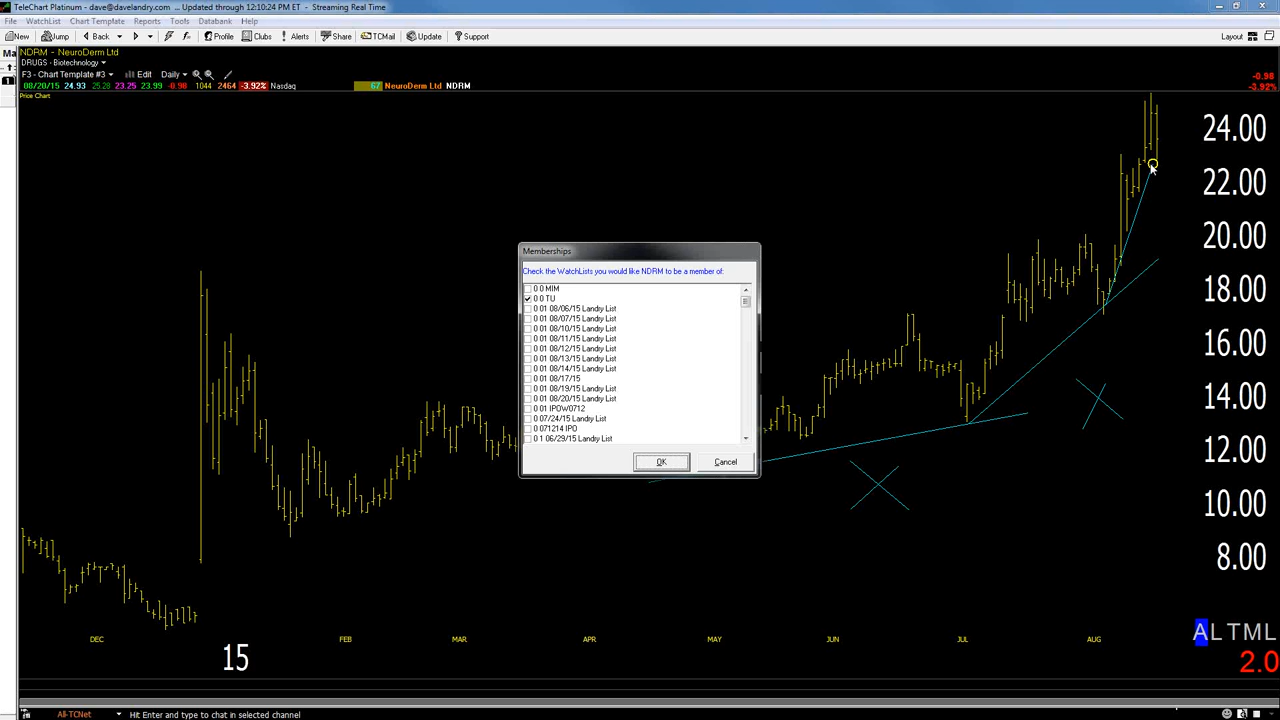 TeleChart Platinum - dave@davelandry.com ... Updated through 12:10:24 PM ET - Streaming Real Time
File WatchList Chart Template Reports Tools Databank Help
New Jump Back Profile Clubs Alerts Share TCMail Update Support Layout
NDRM - NeuroDerm Ltd
DRUGS - Biotechnology
F3 - Chart Template #3 Edit Daily
-0.98
08/20/15 24.93 25.28 23.25 23.99 -0.98 1044 2464 -3.92% Nasdaq 67 NeuroDerm Ltd NDRM -3.92%
Price Chart
24.00
22.00
20.00
18.00
16.00
14.00
12.00
10.00
8.00
Memberships
Check the WatchLists you would like NDRM to be a member of:
0 0 MIM
0 0 TU
0 01 08/06/15 Landry List
0 01 08/07/15 Landry List
0 01 08/10/15 Landry List
0 01 08/11/15 Landry List
0 01 08/12/15 Landry List
0 01 08/13/15 Landry List
0 01 08/14/15 Landry List
0 01 08/17/15
0 01 08/19/15 Landry List
0 01 08/20/15 Landry List
0 01 IPOW0712
0 07/24/15 Landry List
0 071214 IPO
0 1 06/29/15 Landry List
OK Cancel
DEC 15 FEB MAR APR MAY JUN JUL AUG
ALTML
2.0
All-TCNet Hit Enter and type to chat in selected channel